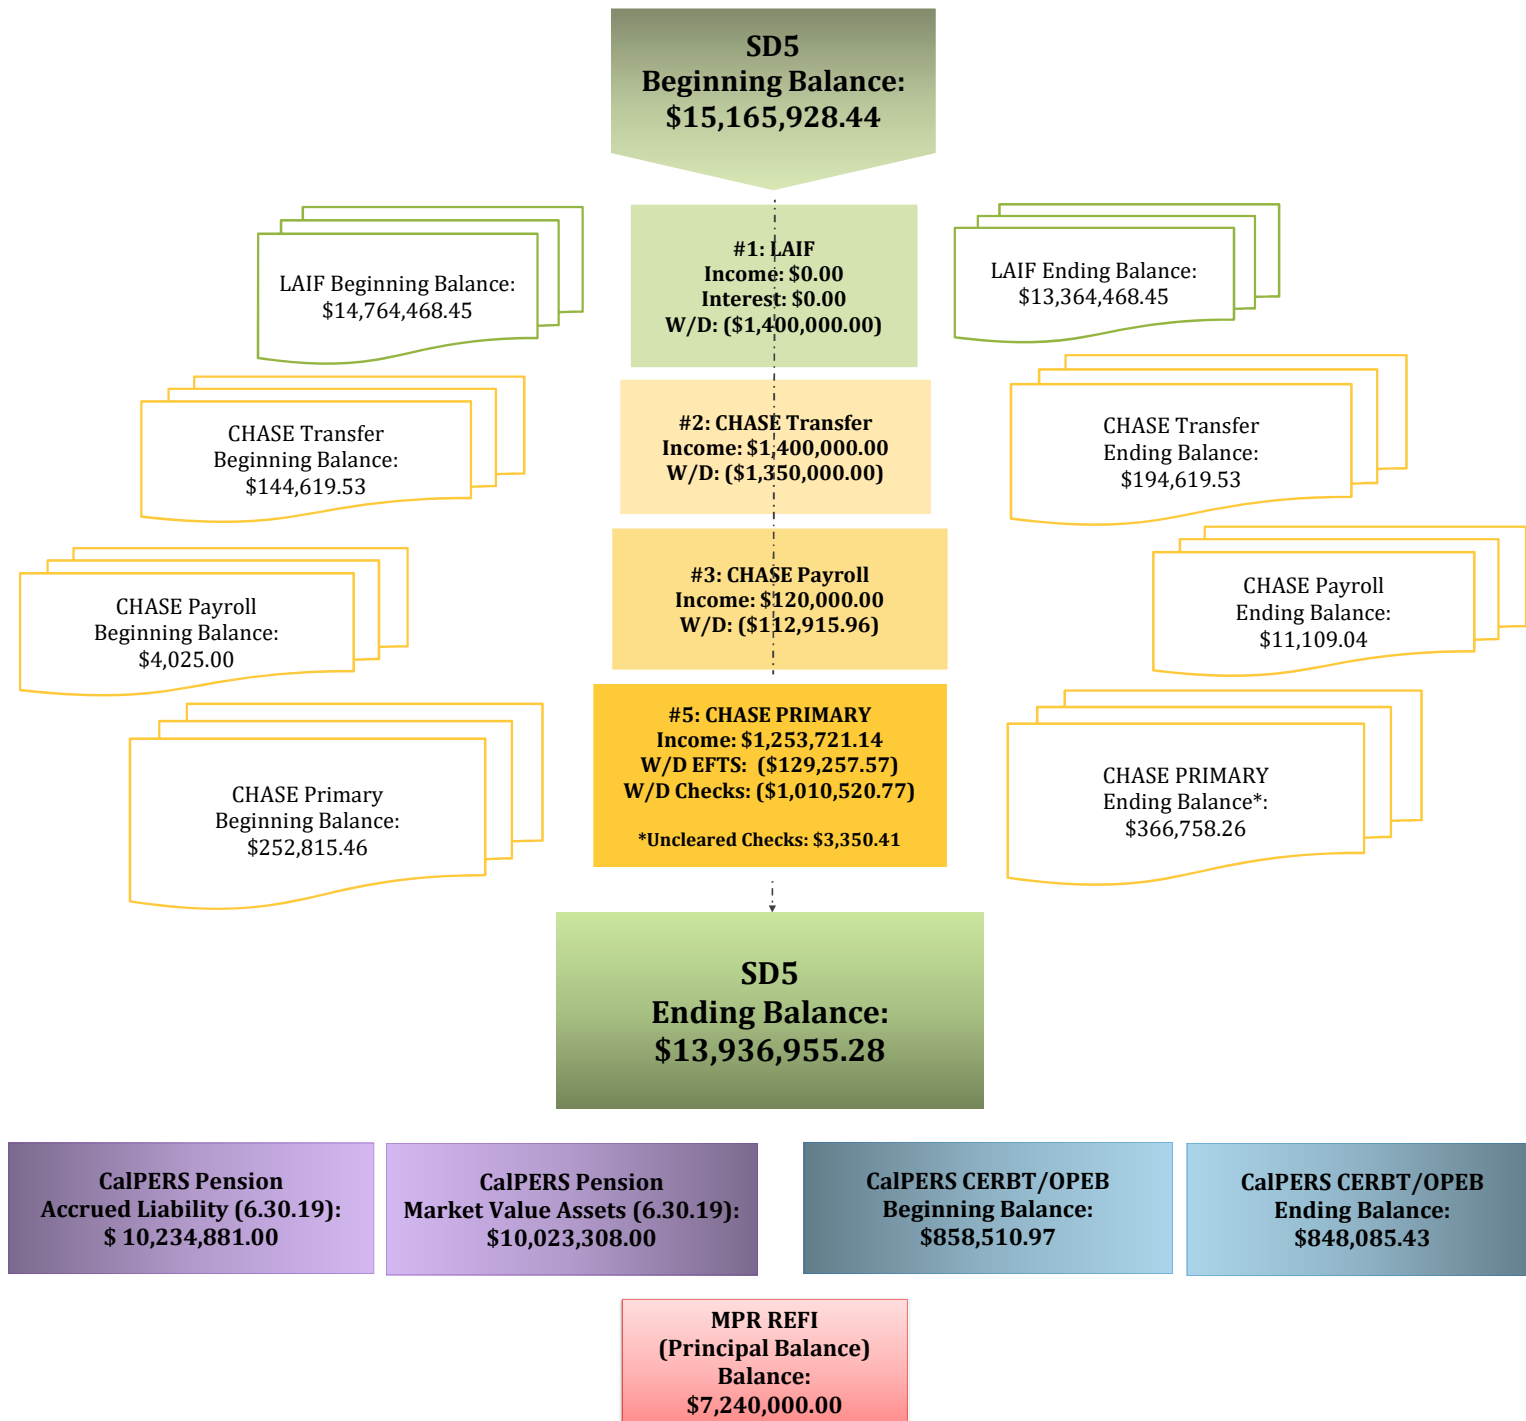 SD5
Beginning Balance:
$15,165,928.44
LAIF Beginning Balance:
$14,764,468.45
#1: LAIF
Income: $0.00
Interest: $0.00
W/D: ($1,400,000.00)
LAIF Ending Balance:
$13,364,468.45
CHASE Transfer
Beginning Balance:
$144,619.53
#2: CHASE Transfer
Income: $1,400,000.00
W/D: ($1,350,000.00)
CHASE Transfer
Ending Balance:
$194,619.53
CHASE Payroll
Beginning Balance:
$4,025.00
#3: CHASE Payroll
Income: $120,000.00
W/D: ($112,915.96)
CHASE Payroll
Ending Balance:
$11,109.04
CHASE Primary
Beginning Balance:
$252,815.46
#5: CHASE PRIMARY
Income: $1,253,721.14
W/D EFTS:  ($129,257.57)
W/D Checks: ($1,010,520.77)
*Uncleared Checks: $3,350.41
CHASE PRIMARY
Ending Balance*:
$366,758.26
SD5
Ending Balance:
$13,936,955.28
CalPERS Pension
Accrued Liability (6.30.19):
$ 10,234,881.00
CalPERS Pension
Market Value Assets (6.30.19):
$10,023,308.00
CalPERS CERBT/OPEB
Beginning Balance:
$858,510.97
CalPERS CERBT/OPEB
Ending Balance:
$848,085.43
MPR REFI
(Principal Balance)
Balance:
$7,240,000.00